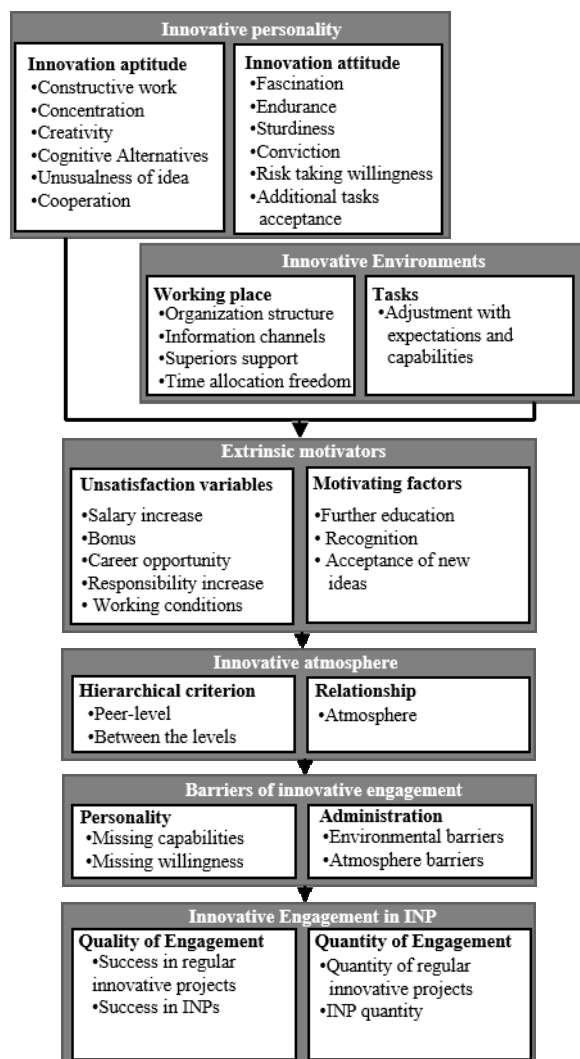 Innovative personality
Innovation aptitude
•Constructive work
•Concentration
•Creativity
•Cognitive Alternatives
•Unusualness of idea
•Cooperation
Innovation attitude
•Fascination
•Endurance
•Sturdiness
•Conviction
•Risk taking willingness
•Additional tasks
acceptance
Innovative Environments
Working place
•Organization structure
•Information channels
•Superiors support
•Time allocation freedom
Tasks
•Adjustment with
expectations and
capabilities
Extrinsic motivators
Unsatisfaction variables
•Salary increase
•Bonus
•Career opportunity
•Responsibility increase
• Working conditions
Motivating factors
•Further education
• Recognition
• Acceptance of new
ideas
Innovative atmosphere
Hierarchical criterion
•Peer-level
•Between the levels
Relationship
•Atmosphere
Barriers of innovative engagement
Personality
•Missing capabilities
•Missing willingness
Administration
•Environmental barriers
•Atmosphere barriers
Innovative Engagement in INP
Quality of Engagement
•Success in regular
innovative projects
•Success in INPs
Quantity of Engagement
•Quantity of regular
innovative projects
•INP quantity